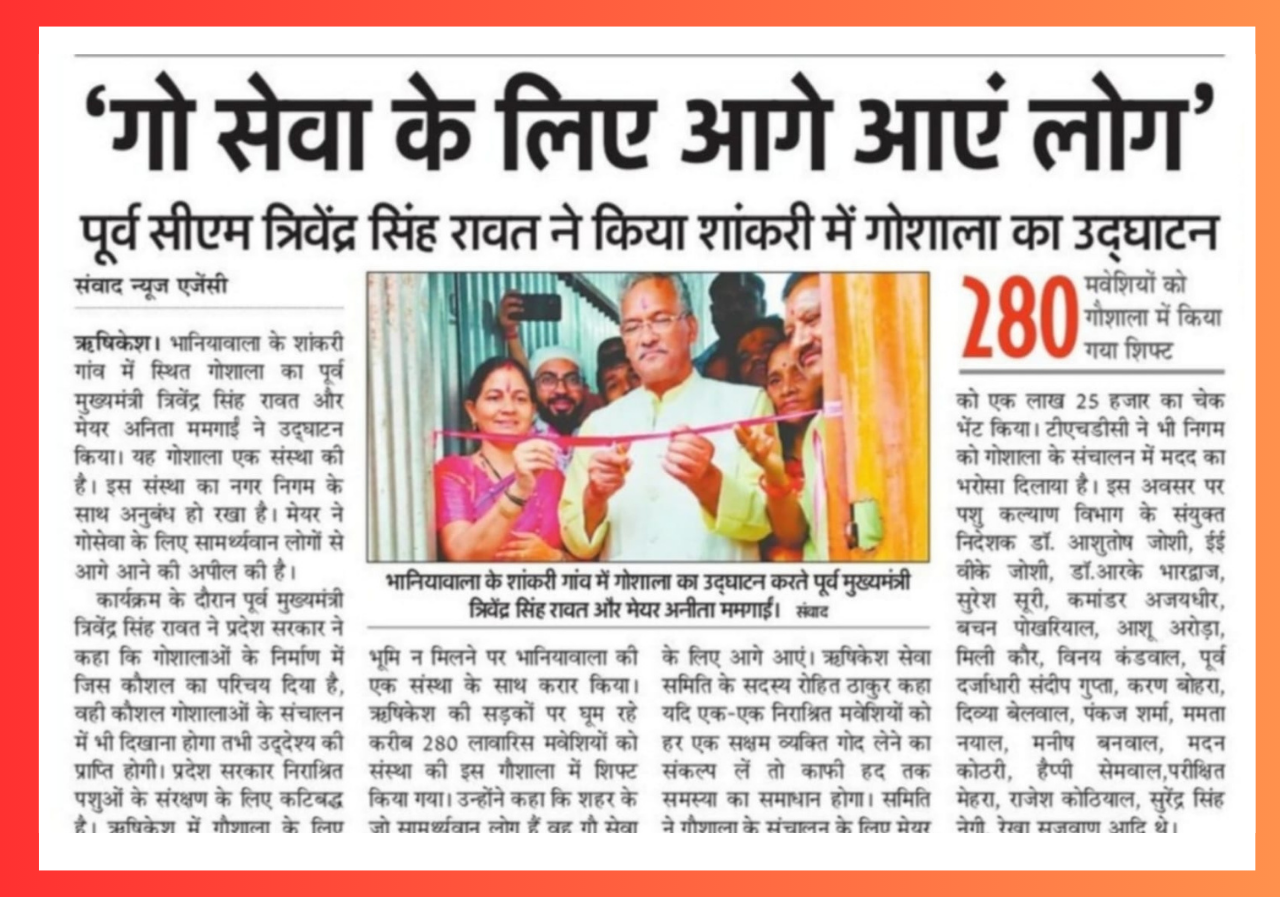 ‘गो सेवा के लिए आगे आएं लोग’
पूर्व सीएम त्रिवेंद्र सिंह रावत ने किया शांकरी में गोशाला का उद्घाटन
संवाद न्यूज एजेंसी
ऋषिकेश। भानियावाला के शांकरी
गांव में स्थित गोशाला का पूर्व
मुख्यमंत्री त्रिवेंद्र सिंह रावत और
मेयर अनिता ममगाईं ने उद्घाटन
किया। यह गोशाला एक संस्था की
है। इस संस्था का नगर निगम के
साथ अनुबंध हो रखा है। मेयर ने
गोसेवा के लिए सामर्थ्यवान लोगों से
आगे आने की अपील की है।
कार्यक्रम के दौरान पूर्व मुख्यमंत्री
त्रिवेंद्र सिंह रावत ने प्रदेश सरकार ने
कहा कि गोशालाओं के निर्माण में
जिस कौशल का परिचय दिया है,
वही कौशल गोशालाओं के संचालन
में भी दिखाना होगा तभी उद्देश्य की
प्राप्ति होगी। प्रदेश सरकार निराश्रित
पशुओं के संरक्षण के लिए कटिबद्ध
है। ऋषिकेश में गौशाला के लिए
भानियावाला के शांकरी गांव में गोशाला का उद्घाटन करते पूर्व मुख्यमंत्री
त्रिवेंद्र सिंह रावत और मेयर अनीता ममगाईं। संवाद
भूमि न मिलने पर भानियावाला की
एक संस्था के साथ करार किया।
ऋषिकेश की सड़कों पर घूम रहे
करीब 280 लावारिस मवेशियों को
संस्था की इस गौशाला में शिफ्ट
किया गया। उन्होंने कहा कि शहर के
जो सामर्थ्यवान लोग हैं वह गौ सेवा
के लिए आगे आएं। ऋषिकेश सेवा
समिति के सदस्य रोहित ठाकुर कहा
यदि एक-एक निराश्रित मवेशियों को
हर एक सक्षम व्यक्ति गोद लेने का
संकल्प लें तो काफी हद तक
समस्या का समाधान होगा। समिति
ने गौशाला के संचालन के लिए मेयर
280 मवेशियों को
गौशाला में किया
गया शिफ्ट
को एक लाख 25 हजार का चेक
भेंट किया। टीएचडीसी ने भी निगम
को गोशाला के संचालन में मदद का
भरोसा दिलाया है। इस अवसर पर
पशु कल्याण विभाग के संयुक्त
निदेशक डॉ. आशुतोष जोशी, ईई
वीके जोशी, डॉ.आरके भारद्वाज,
सुरेश सूरी, कमांडर अजयधीर,
बचन पोखरियाल, आशू अरोड़ा,
मिली कौर, विनय कंडवाल, पूर्व
दर्जाधारी संदीप गुप्ता, करण बोहरा,
दिव्या बेलवाल, पंकज शर्मा, ममता
नयाल, मनीष बनवाल, मदन
कोठरी, हैप्पी सेमवाल,परीक्षित
मेहरा, राजेश कोठियाल, सुरेंद्र सिंह
नेगी, रेखा सजवाण आदि थे।